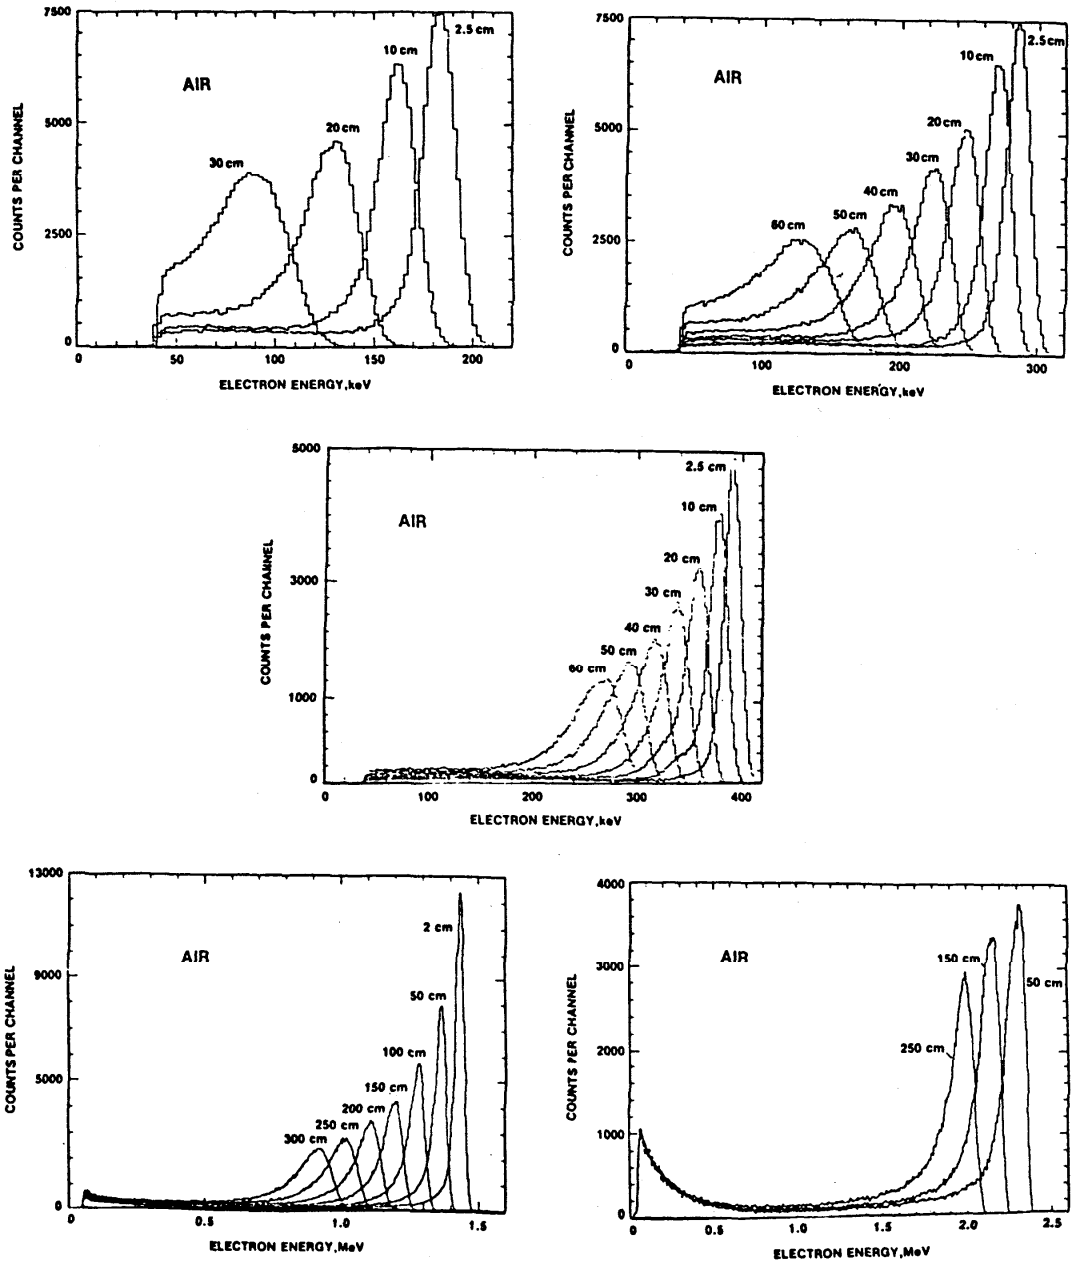 7500
5000
2500
0
COUNTS PER CHANNEL
AIR
30 cm
20 cm
10 cm
2.5 cm
0 50 100 150 200
ELECTRON ENERGY,keV
7500
5000
2500
0
COUNTS PER CHANNEL
AIR
60 cm
50 cm
40 cm
30 cm
20 cm
10 cm
2.5 cm
0 100 200 300
ELECTRON ENERGY,keV
5000
3000
1000
0
COUNTS PER CHANNEL
AIR
60 cm
50 cm
40 cm
30 cm
20 cm
10 cm
2.5 cm
0 100 200 300 400
ELECTRON ENERGY,keV
13000
9000
5000
0
COUNTS PER CHANNEL
AIR
300 cm
250 cm
200 cm
150 cm
100 cm
50 cm
2 cm
0 0.5 1.0 1.5
ELECTRON ENERGY,MeV
4000
3000
2000
1000
0
COUNTS PER CHANNEL
AIR
250 cm
150 cm
50 cm
0 0.5 1.0 1.5 2.0 2.5
ELECTRON ENERGY,MeV